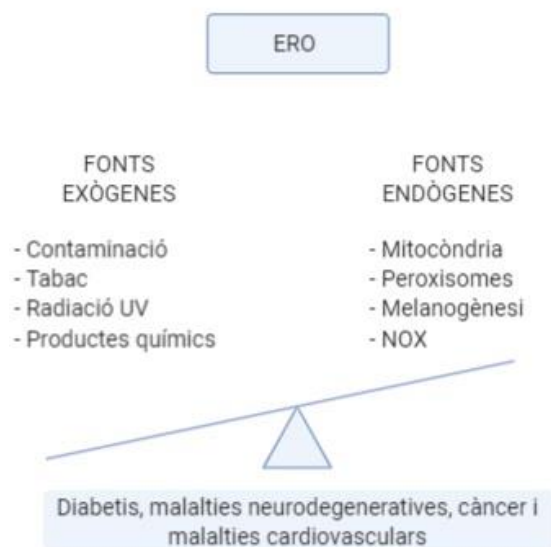 ERO
FONTS
EXÒGENES
- Contaminació
- Tabac
- Radiació UV
- Productes químics
FONTS
ENDÒGENES
- Mitocòndria
- Peroxisomes
- Melanogènesi
- NOX
Diabetis, malalties neurodegeneratives, càncer i
malalties cardiovasculars